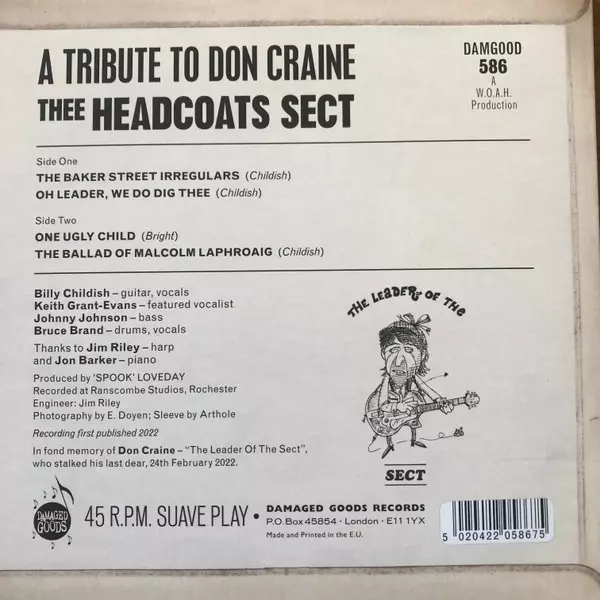 A TRIBUTE TO DON CRAINE
THEE HEADCOATS SECT
DAMGOOD
586
A
W.O.A.H.
Production
Side One
THE BAKER STREET IRREGULARS (Childish)
OH LEADER, WE DO DIG THEE (Childish)
Side Two
ONE UGLY CHILD (Bright)
THE BALLAD OF MALCOLM LAPHROAIG (Childish)
Billy Childish – guitar, vocals
Keith Grant-Evans – featured vocalist
Johnny Johnson – bass
Bruce Brand – drums, vocals
Thanks to Jim Riley – harp
and Jon Barker – piano
Produced by 'SPOOK' LOVEDAY
Recorded at Ranscombe Studios, Rochester
Engineer: Jim Riley
Photography by E. Doyen; Sleeve by Arthole
Recording first published 2022
In fond memory of Don Craine – “The Leader Of The Sect”,
who stalked his last dear, 24th February 2022.
THE LEADER OF THE
SECT
DAMAGED
GOODS
45 R.P.M. SUAVE PLAY •
DAMAGED GOODS RECORDS
P.O.Box 45854 • London • E11 1YX
Made and Printed in the E.U.
5 020422 058675